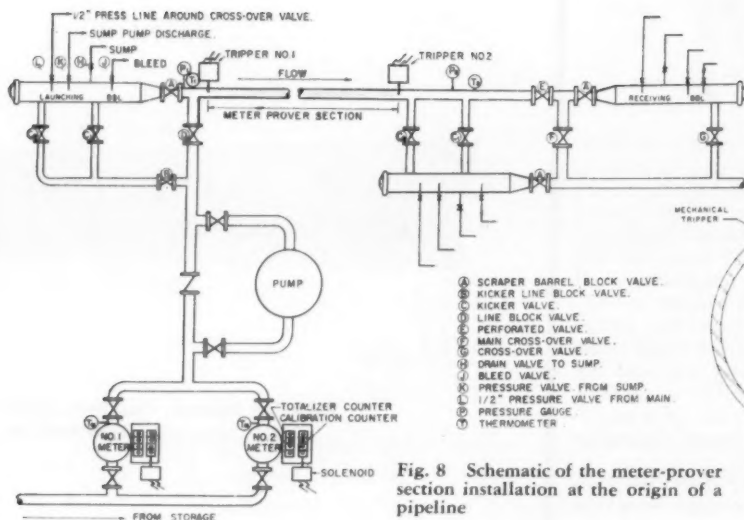 1/2" PRESS LINE AROUND CROSS-OVER VALVE.
SUMP PUMP DISCHARGE.
SUMP
BLEED
L
K
H
J
TRIPPER NO.1
FLOW
TRIPPER NO.2
LAUNCHING BBL
METER PROVER SECTION
RECEIVING BBL
A
E
A
D
F
G
A
PUMP
MECHANICAL
TRIPPER
A SCRAPER BARREL BLOCK VALVE.
B KICKER LINE BLOCK VALVE.
C KICKER VALVE.
D LINE BLOCK VALVE.
E PERFORATED VALVE.
F MAIN CROSS-OVER VALVE.
G CROSS-OVER VALVE.
H DRAIN VALVE TO SUMP.
J BLEED VALVE.
K PRESSURE VALVE FROM SUMP.
L 1/2" PRESSURE VALVE FROM MAIN.
P PRESSURE GAUGE.
T THERMOMETER
TOTALIZER COUNTER
CALIBRATION COUNTER
NO.1
METER
NO.2
METER
SOLENOID
FROM STORAGE
Fig. 8 Schematic of the meter-prover
section installation at the origin of a
pipeline